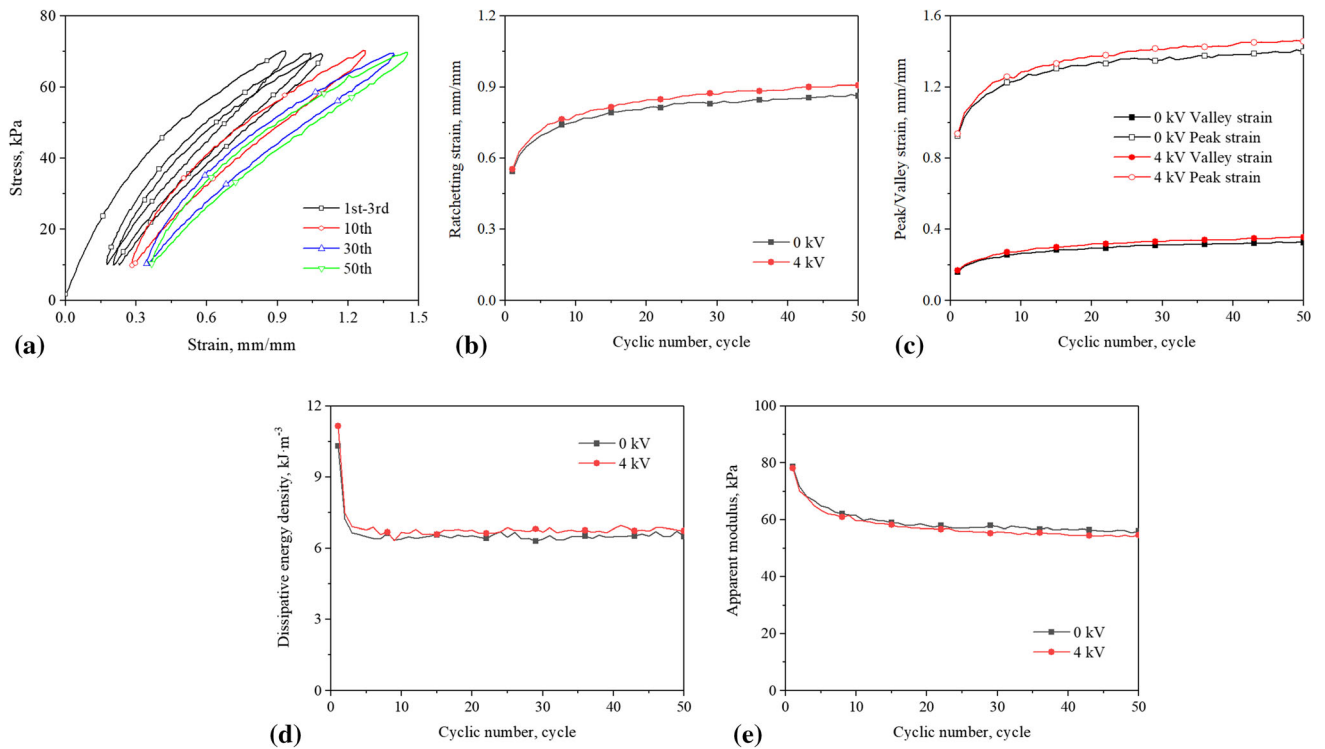 80
70
60
50
40
30
20
10
0
Stress, kPa
0.0 0.3 0.6 0.9 1.2 1.5
Strain, mm/mm
1st-3rd
10th
30th
50th
(a)
1.2
0.9
0.6
0.3
0.0
Ratchetting strain, mm/mm
0 10 20 30 40 50
Cyclic number, cycle
0 kV
4 kV
(b)
1.6
1.2
0.8
0.4
0.0
Peak/Valley strain, mm/mm
0 10 20 30 40 50
Cyclic number, cycle
0 kV Valley strain
0 kV Peak strain
4 kV Valley strain
4 kV Peak strain
(c)
12
9
6
3
0
Dissipative energy density, kJ·m⁻³
0 10 20 30 40 50
Cyclic number, cycle
0 kV
4 kV
(d)
100
80
60
40
20
0
Apparent modulus, kPa
0 10 20 30 40 50
Cyclic number, cycle
0 kV
4 kV
(e)